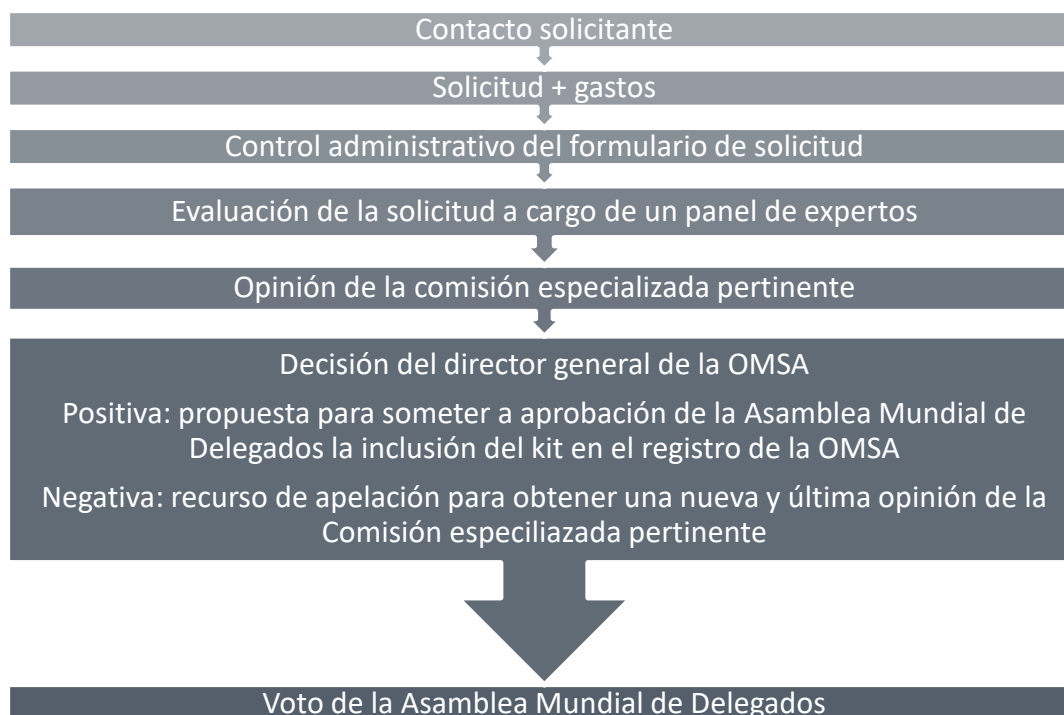 Contacto solicitante
Solicitud + gastos
Control administrativo del formulario de solicitud
Evaluación de la solicitud a cargo de un panel de expertos
Opinión de la comisión especializada pertinente
Decisión del director general de la OMSA
Positiva: propuesta para someter a aprobación de la Asamblea Mundial de
Delegados la inclusión del kit en el registro de la OMSA
Negativa: recurso de apelación para obtener una nueva y última opinión de la
Comisión especiliazada pertinente
Voto de la Asamblea Mundial de Delegados